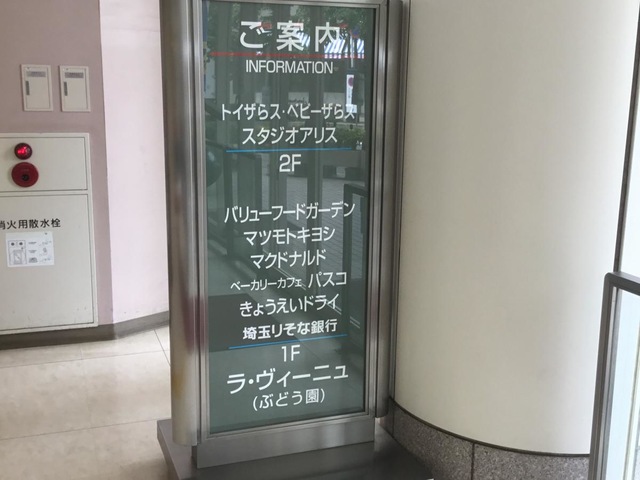 ご案内
INFORMATION
トイザらス・ベビーザらス
スタジオアリス
2F
バリューフードガーデン
マツモトキヨシ
マクドナルド
ベーカリーカフェ パスコ
きょうえいドライ
埼玉りそな銀行
1F
ラ・ヴィーニュ
(ぶどう園)
消火用散水栓